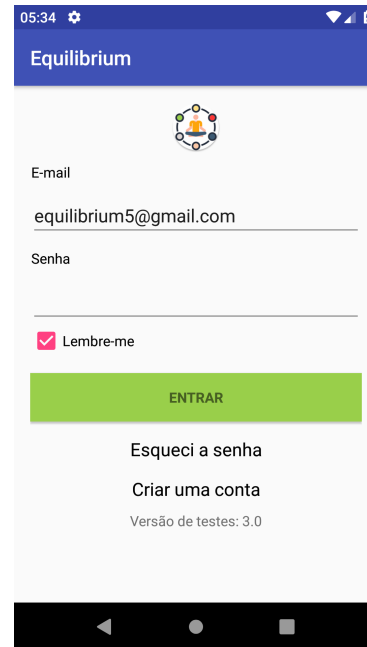 05:34
Equilibrium
E-mail
equilibrium5@gmail.com
Senha
Lembre-me
ENTRAR
Esqueci a senha
Criar uma conta
Versão de testes: 3.0